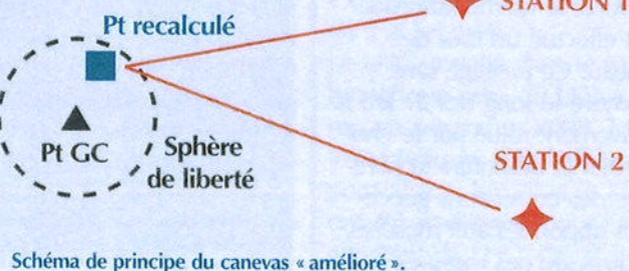 STATION 1
Pt recalculé
Pt GC
Sphère
de liberté
STATION 2
Schéma de principe du canevas « amélioré ».